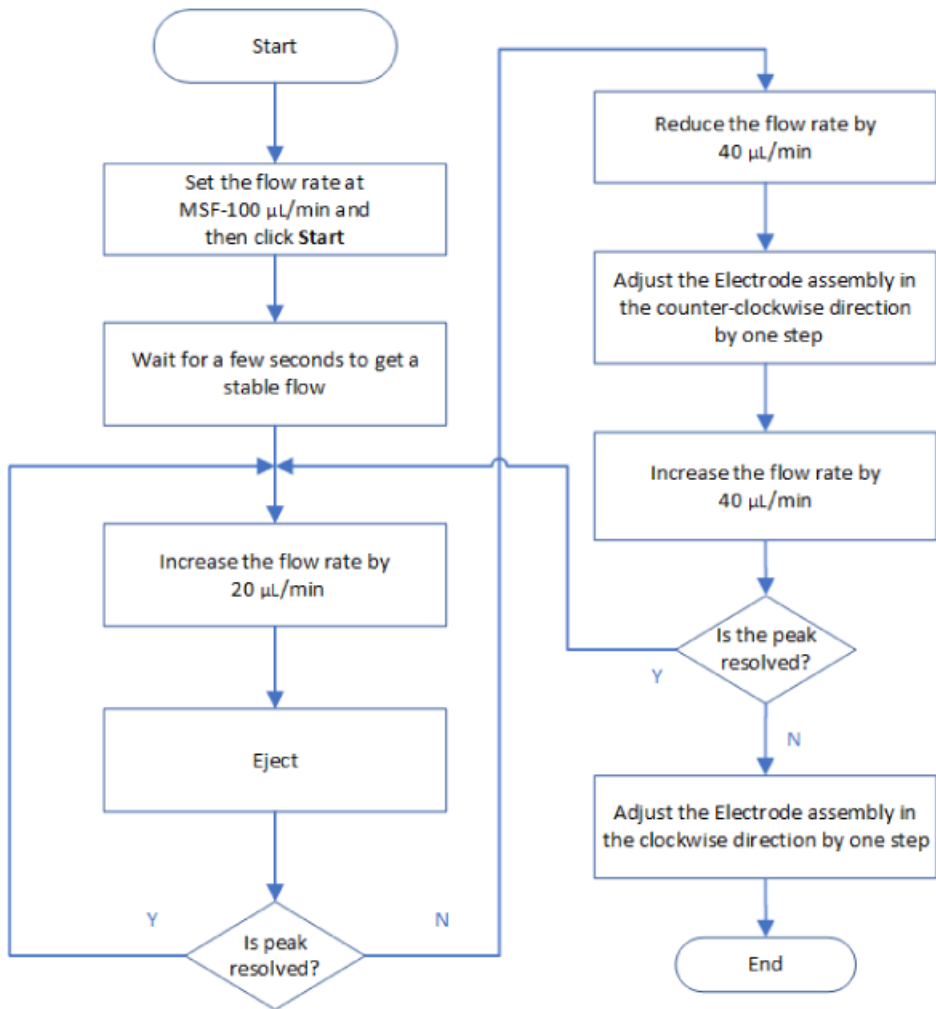 Start
Set the flow rate at
MSF-100 µL/min and
then click Start
Wait for a few seconds to get a
stable flow
Increase the flow rate by
20 µL/min
Eject
Is peak
resolved?
Y
N
Reduce the flow rate by
40 µL/min
Adjust the Electrode assembly in
the counter-clockwise direction
by one step
Increase the flow rate by
40 µL/min
Is the peak
resolved?
Y
N
Adjust the Electrode assembly in
the clockwise direction by one step
End